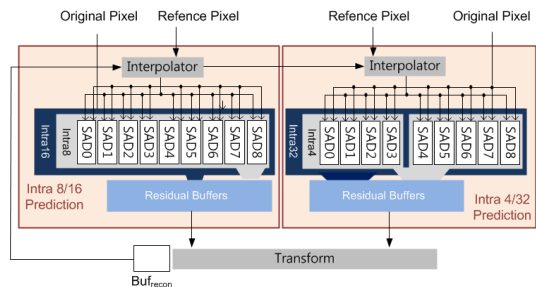 Original Pixel
Refence Pixel
Refence Pixel
Original Pixel
Interpolator
Interpolator
Intra16
Intra8
SAD0
SAD1
SAD2
SAD3
SAD4
SAD5
SAD6
SAD7
SAD8
Intra32
Intra4
SAD0
SAD1
SAD2
SAD3
SAD4
SAD5
SAD6
SAD7
SAD8
Intra 8/16
Prediction
Residual Buffers
Residual Buffers
Intra 4/32
Prediction
Transform
Bufrecon